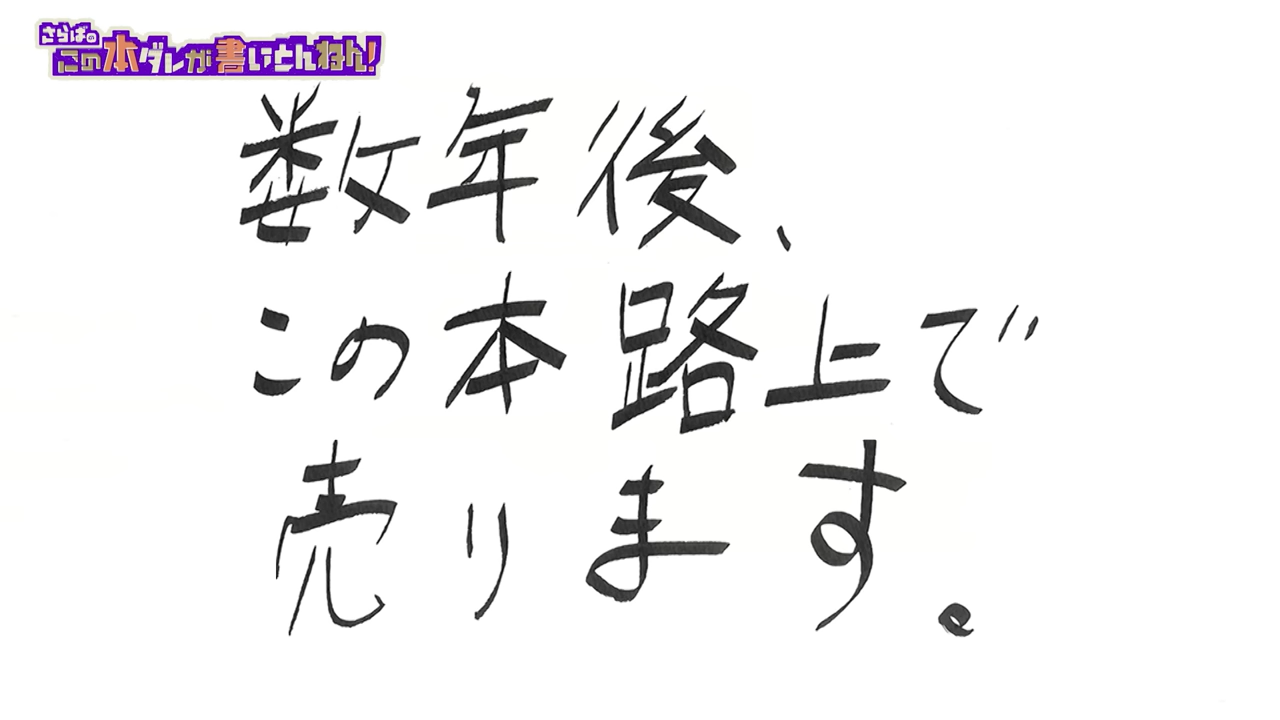 さらばの
この本ダレが書いとんねん!
数年後、
この本路上で
売ります。